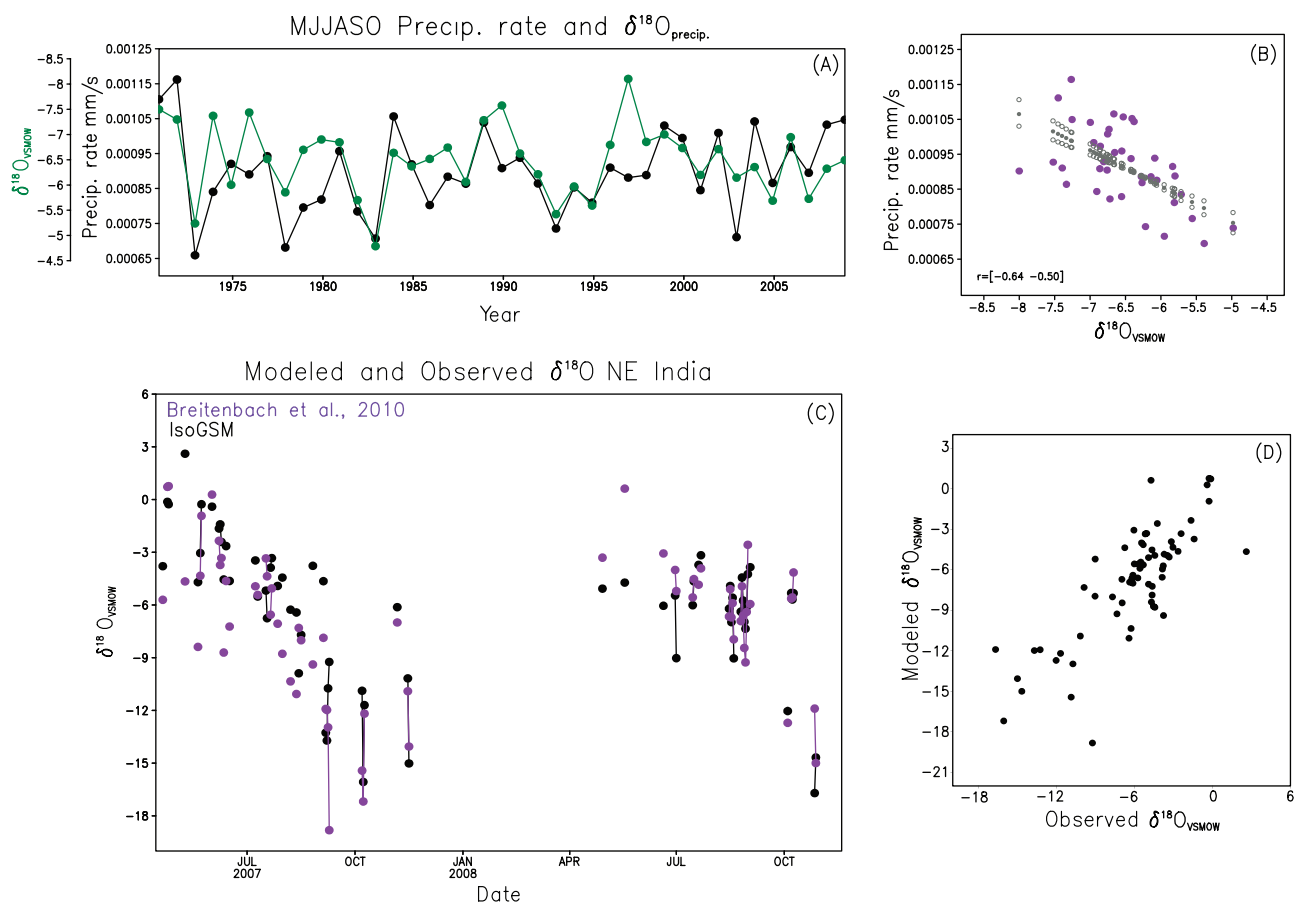 MJJASO Precip. rate and δ¹⁸Oprecip.
(A)
δ¹⁸OVSMOW
-8.5
-8
-7.5
-7
-6.5
-6
-5.5
-5
-4.5
Precip. rate mm/s
0.00125
0.00115
0.00105
0.00095
0.00085
0.00075
0.00065
1975
1980
1985
1990
1995
2000
2005
Year
(B)
Precip. rate mm/s
0.00125
0.00115
0.00105
0.00095
0.00085
0.00075
0.00065
r=[-0.64 -0.50]
-8.5
-8
-7.5
-7
-6.5
-6
-5.5
-5
-4.5
δ¹⁸OVSMOW
Modeled and Observed δ¹⁸O NE India
Breitenbach et al., 2010
IsoGSM
(C)
δ¹⁸OVSMOW
6
3
0
-3
-6
-9
-12
-15
-18
JUL
2007
OCT
JAN
2008
APR
JUL
OCT
Date
(D)
Modeled δ¹⁸OVSMOW
3
0
-3
-6
-9
-12
-15
-18
-21
-18
-12
-6
0
6
Observed δ¹⁸OVSMOW